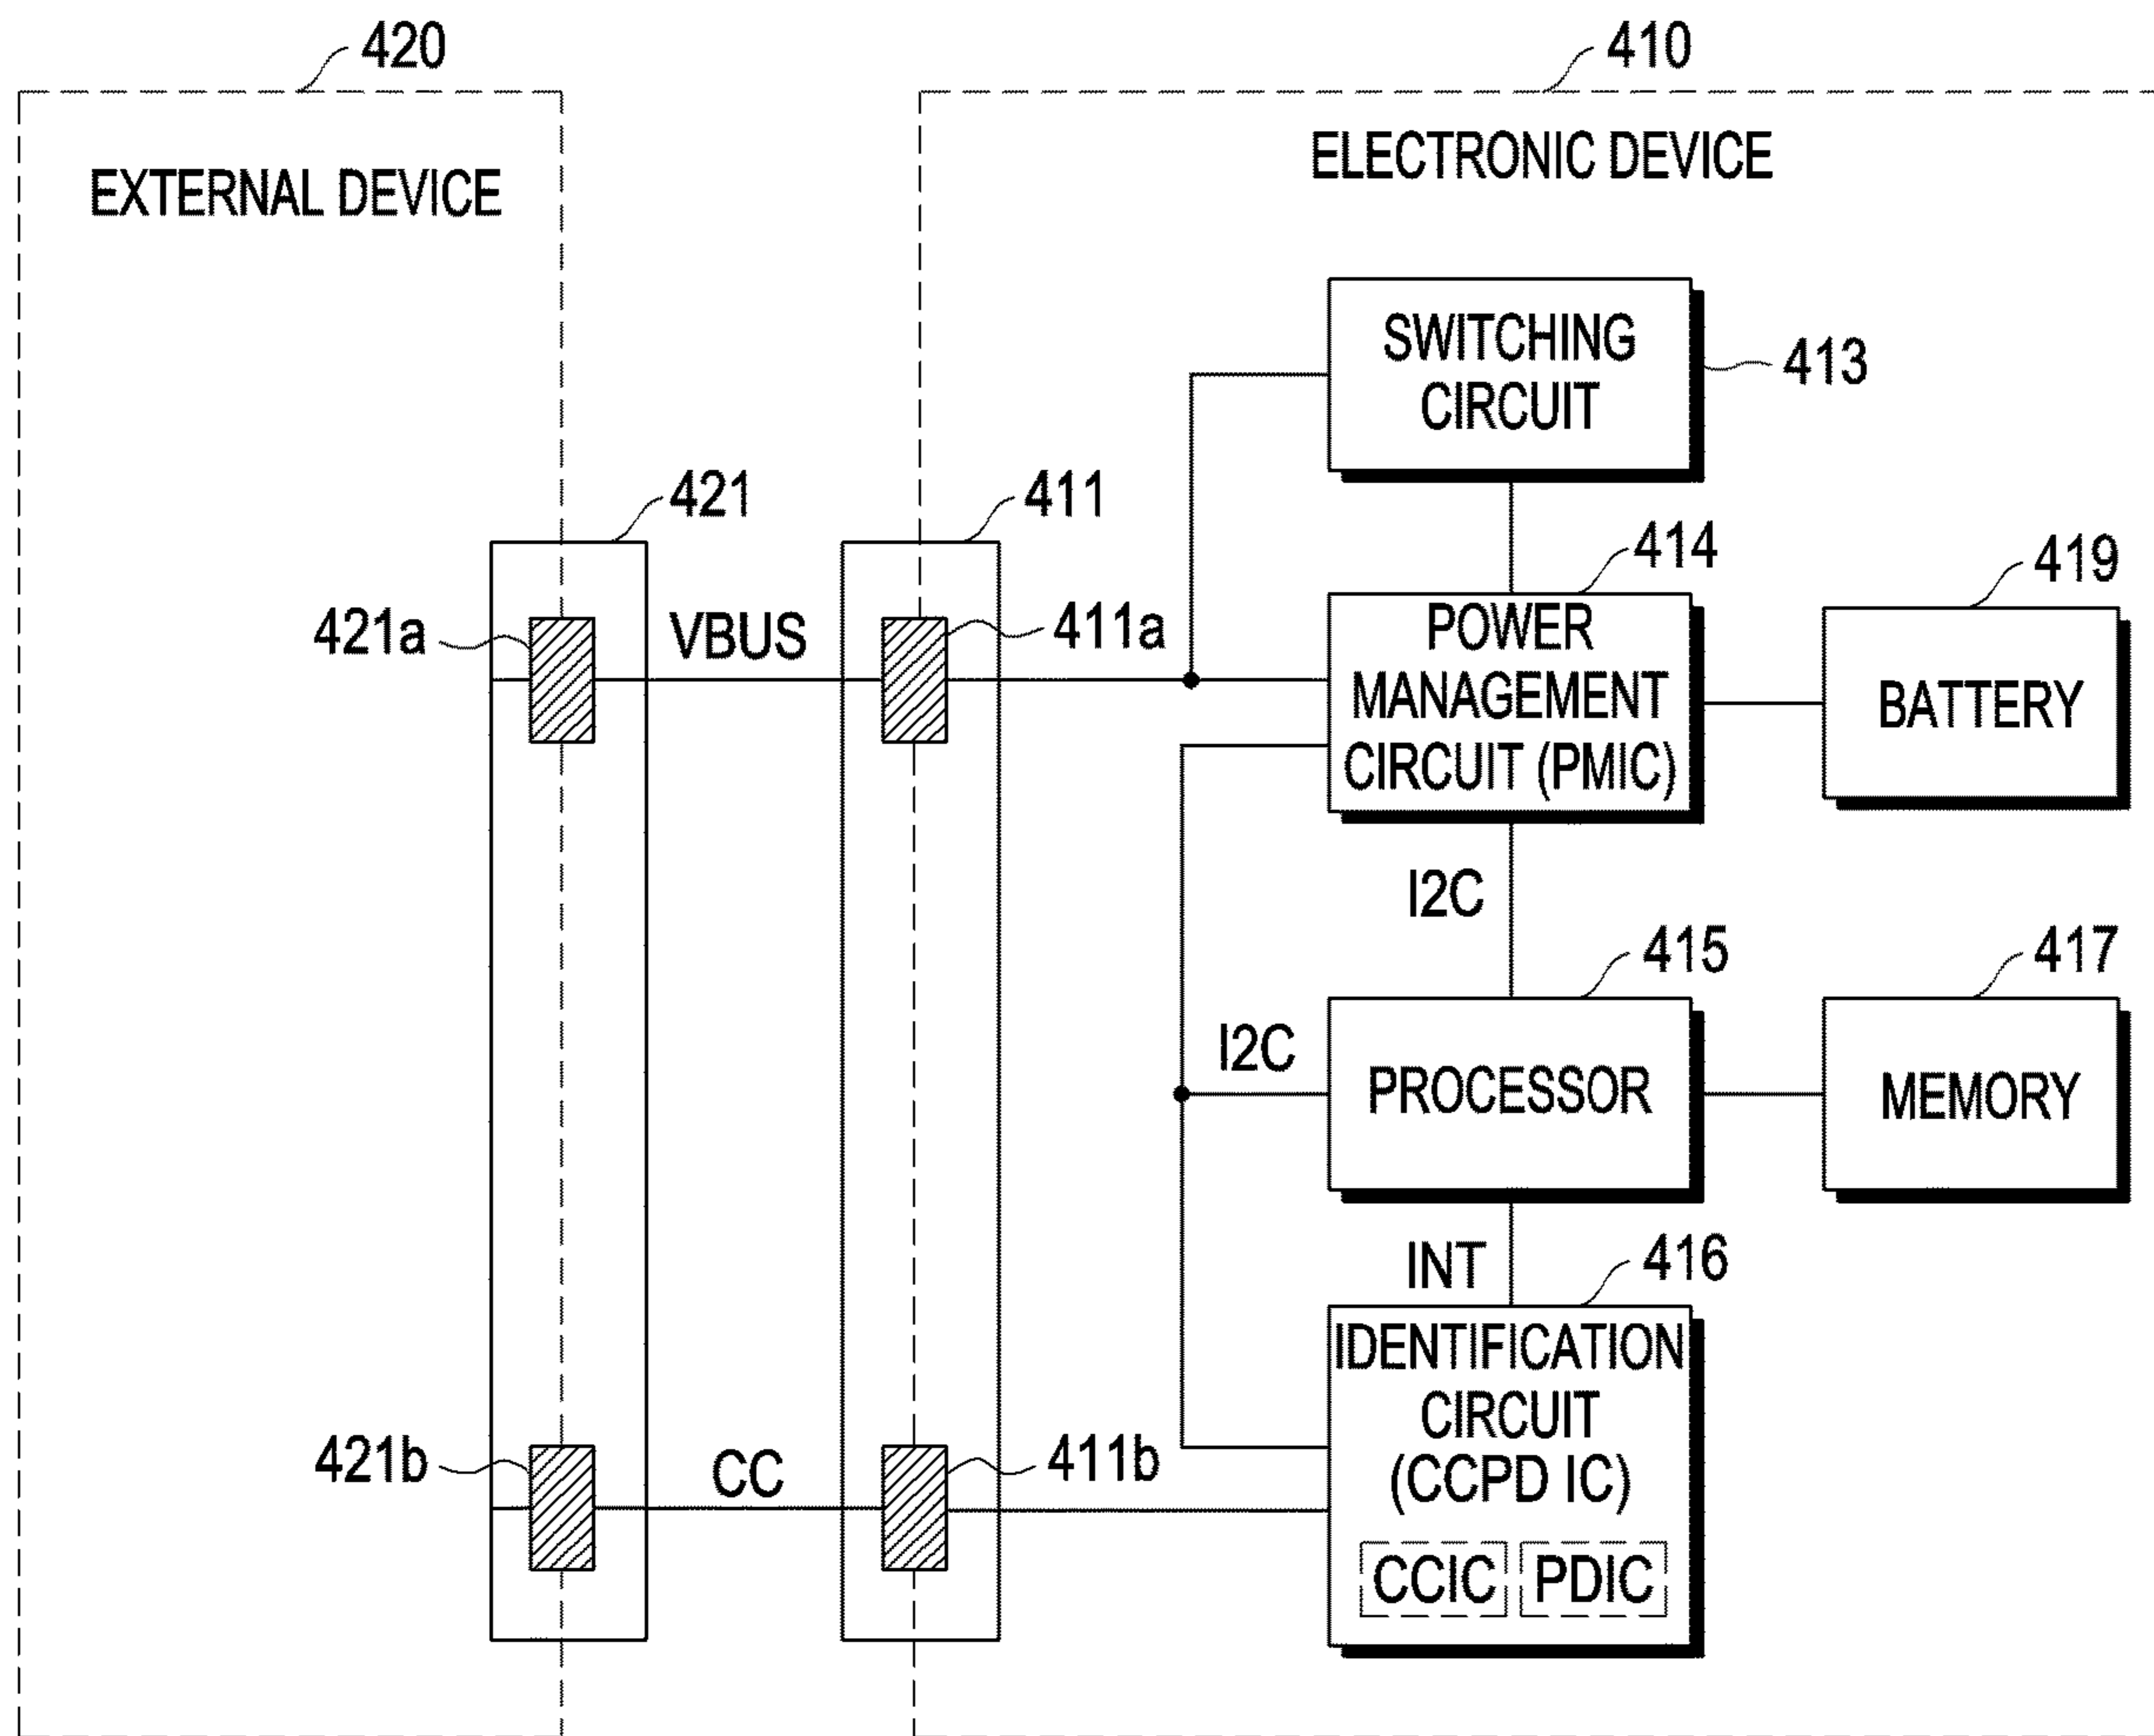 420
410
EXTERNAL DEVICE
ELECTRONIC DEVICE
SWITCHING
CIRCUIT
413
421
411
414
419
421a
VBUS
411a
POWER
MANAGEMENT
CIRCUIT (PMIC)
BATTERY
I2C
415
417
I2C
PROCESSOR
MEMORY
INT
416
421b
CC
411b
IDENTIFICATION
CIRCUIT
(CCPD IC)
CCIC
PDIC